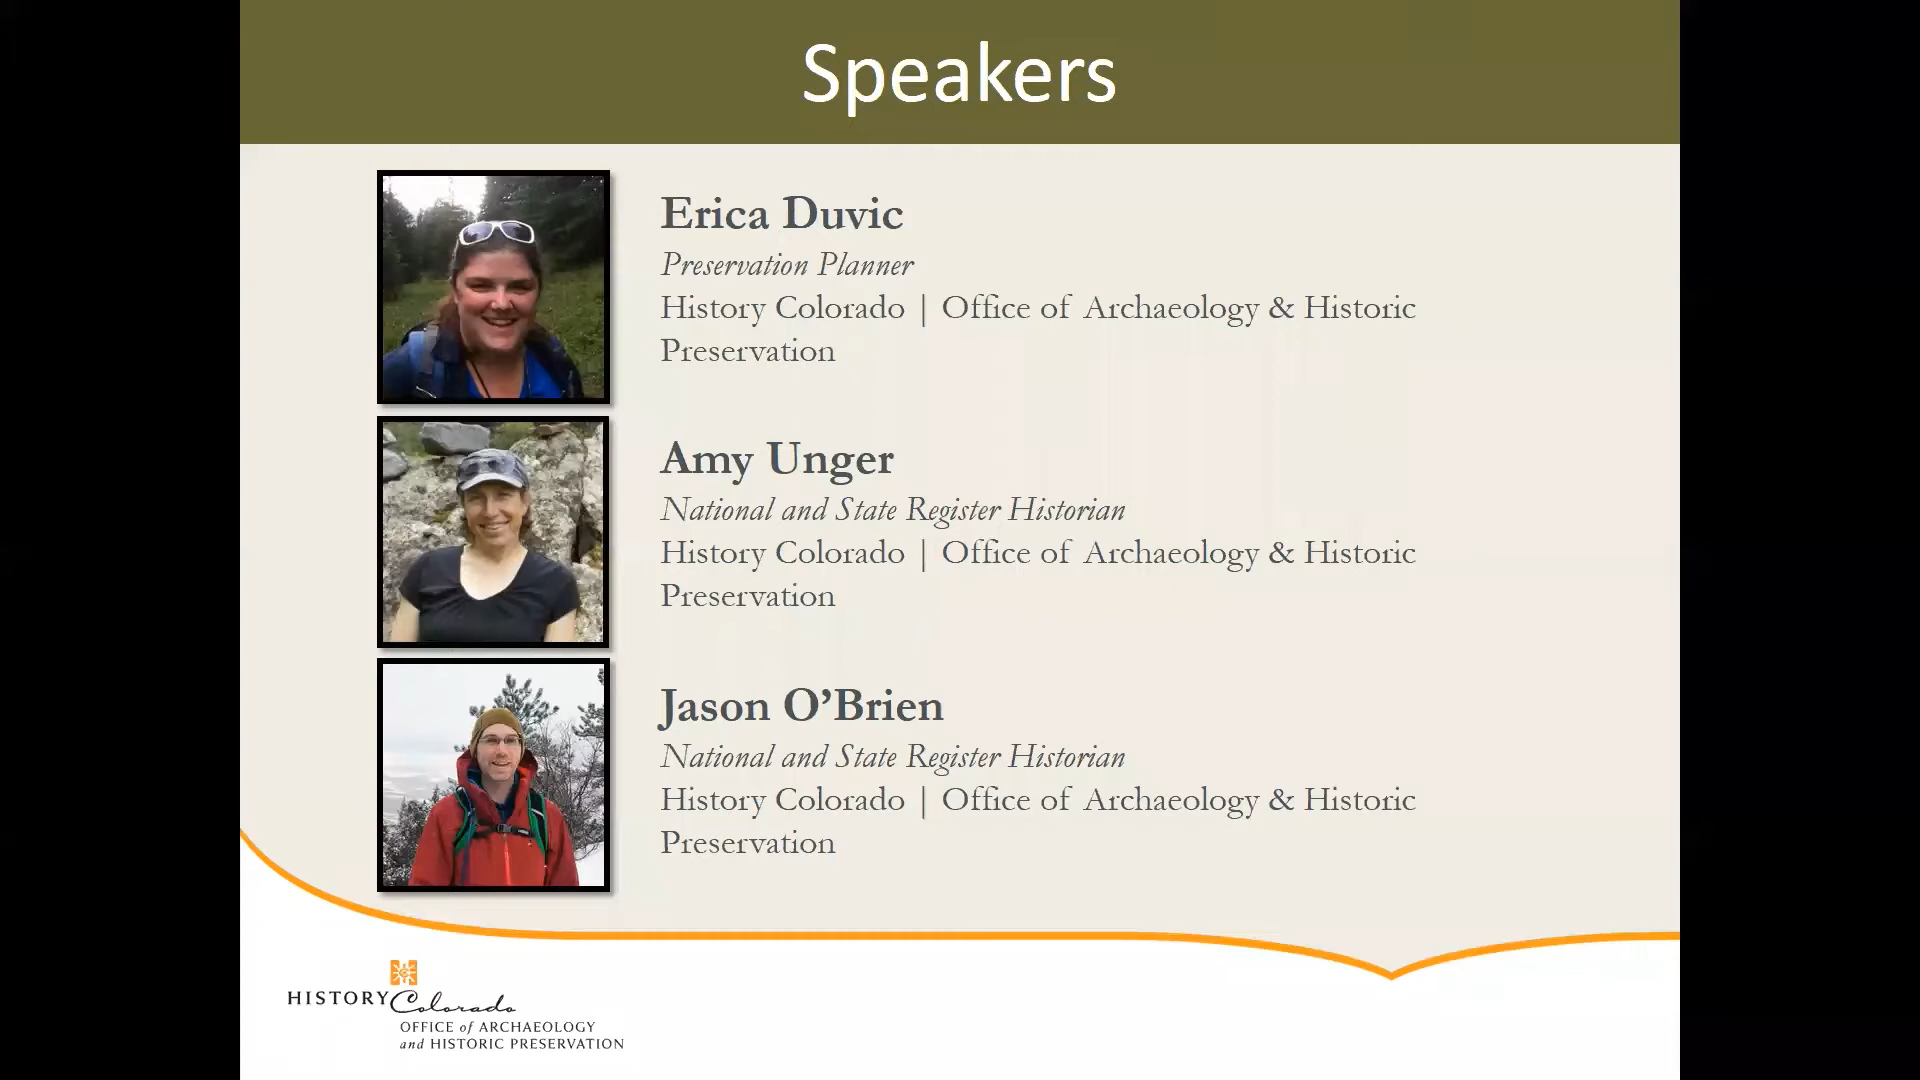 Speakers
Erica Duvic
Preservation Planner
History Colorado | Office of Archaeology & Historic
Preservation
Amy Unger
National and State Register Historian
History Colorado | Office of Archaeology & Historic
Preservation
Jason O’Brien
National and State Register Historian
History Colorado | Office of Archaeology & Historic
Preservation
HISTORY Colorado
OFFICE of ARCHAEOLOGY
and HISTORIC PRESERVATION